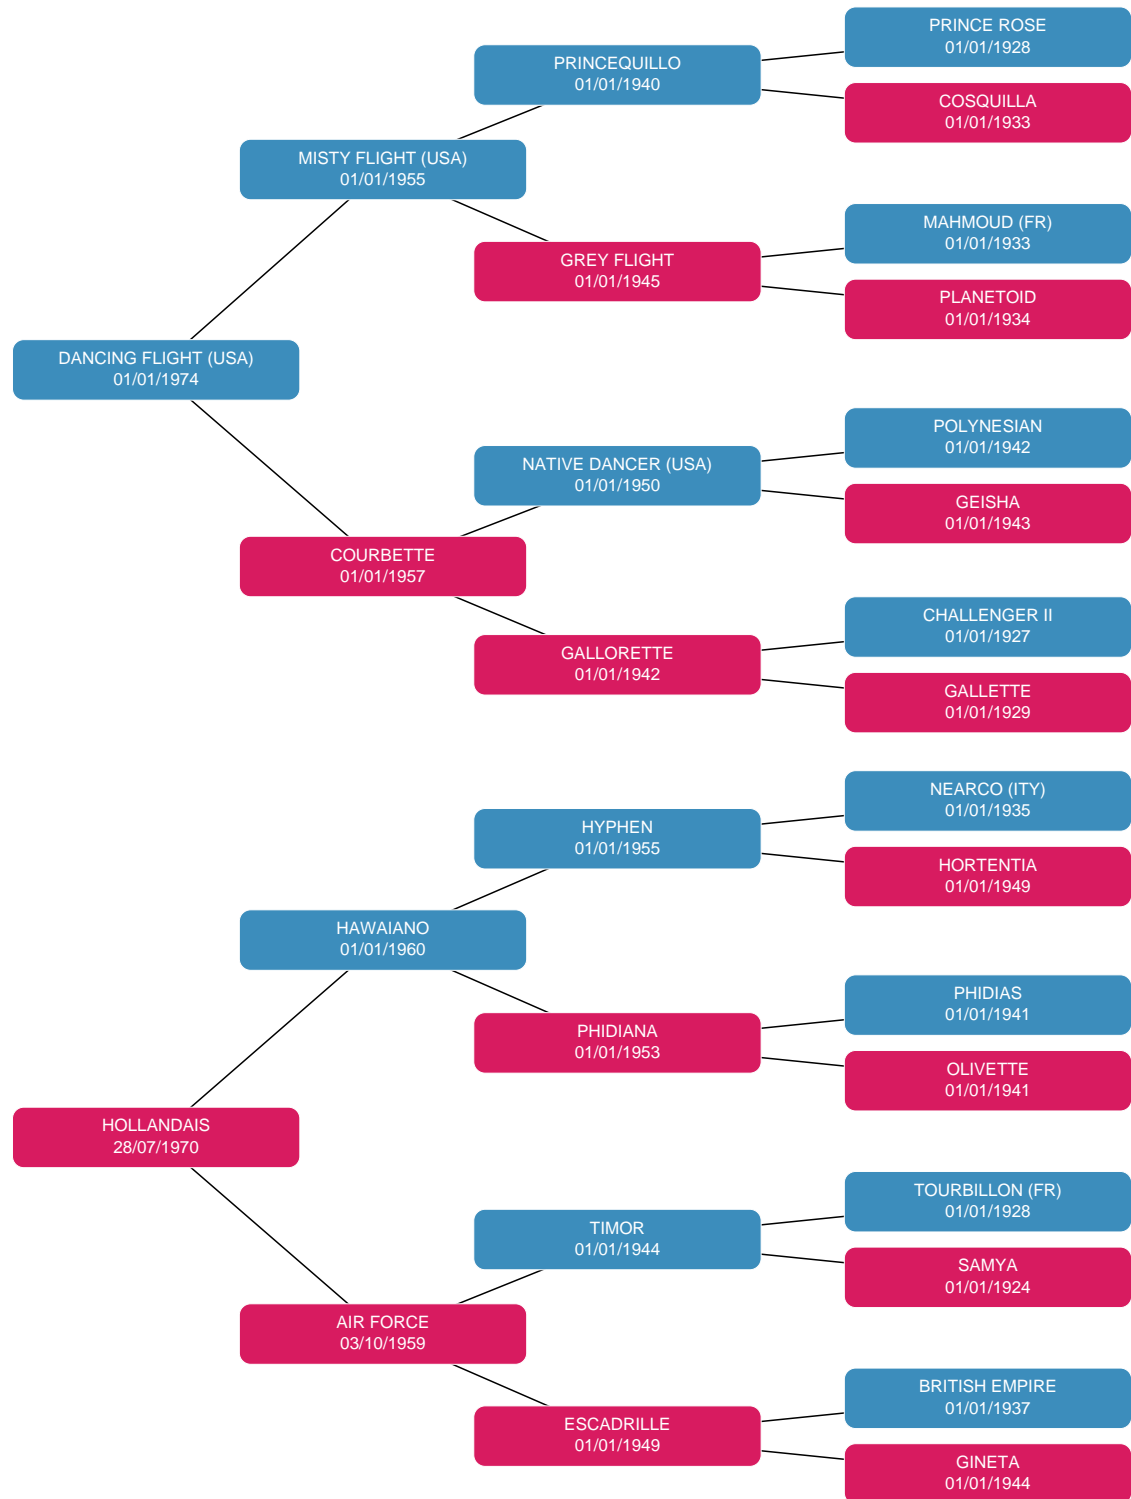 PRINCE ROSE
01/01/1928
PRINCEQUILLO
01/01/1940
COSQUILLA
01/01/1933
MISTY FLIGHT (USA)
01/01/1955
MAHMOUD (FR)
01/01/1933
GREY FLIGHT
01/01/1945
PLANETOID
01/01/1934
DANCING FLIGHT (USA)
01/01/1974
POLYNESIAN
01/01/1942
NATIVE DANCER (USA)
01/01/1950
GEISHA
01/01/1943
COURBETTE
01/01/1957
CHALLENGER II
01/01/1927
GALLORETTE
01/01/1942
GALLETTE
01/01/1929
NEARCO (ITY)
01/01/1935
HYPHEN
01/01/1955
HORTENTIA
01/01/1949
HAWAIANO
01/01/1960
PHIDIAS
01/01/1941
PHIDIANA
01/01/1953
OLIVETTE
01/01/1941
HOLLANDAIS
28/07/1970
TOURBILLON (FR)
01/01/1928
TIMOR
01/01/1944
SAMYA
01/01/1924
AIR FORCE
03/10/1959
BRITISH EMPIRE
01/01/1937
ESCADRILLE
01/01/1949
GINETA
01/01/1944